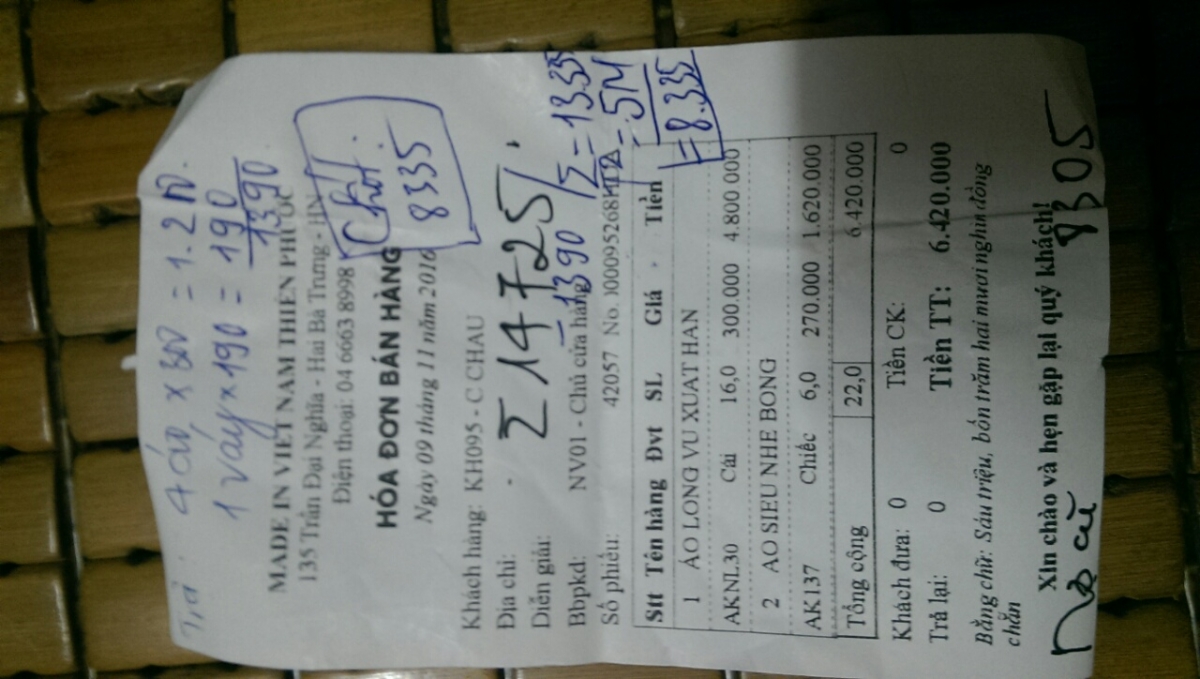 Trả: 4 áo x 300 = 1.200.
1 váy x 190 = 190
1390
MADE IN VIET NAM THIÊN PHƯỚC
135 Trần Đại Nghĩa - Hai Bà Trưng - HN
Điện thoại: 04 6663 8998
Chốt.
8335
HÓA ĐƠN BÁN HÀNG
Ngày 09 tháng 11 năm 2016
Khách hàng: KH095 - C CHAU
Địa chỉ: -
Σ 14725
Diễn giải:
- 1390
Bbpkd: NV01 - Chủ cửa hàng
Σ = 13.335
Số phiếu: 42057 No.
= 5M
= 8.335
Stt Tên hàng Đvt SL Giá Tiền
1 ÁO LONG VU XUAT HAN
AKNL30 Cái 16,0 300.000 4.800.000
2 AO SIEU NHE BONG
AK137 Chiếc 6,0 270.000 1.620.000
Tổng cộng 22,0 6.420.000
Khách đưa: 0 Tiền CK: 0
Trả lại: 0 Tiền TT: 6.420.000
Bằng chữ: Sáu triệu, bốn trăm hai mươi nghìn đồng
chẵn
Xin chào và hẹn gặp lại quý khách!
Nợ cũ 8305